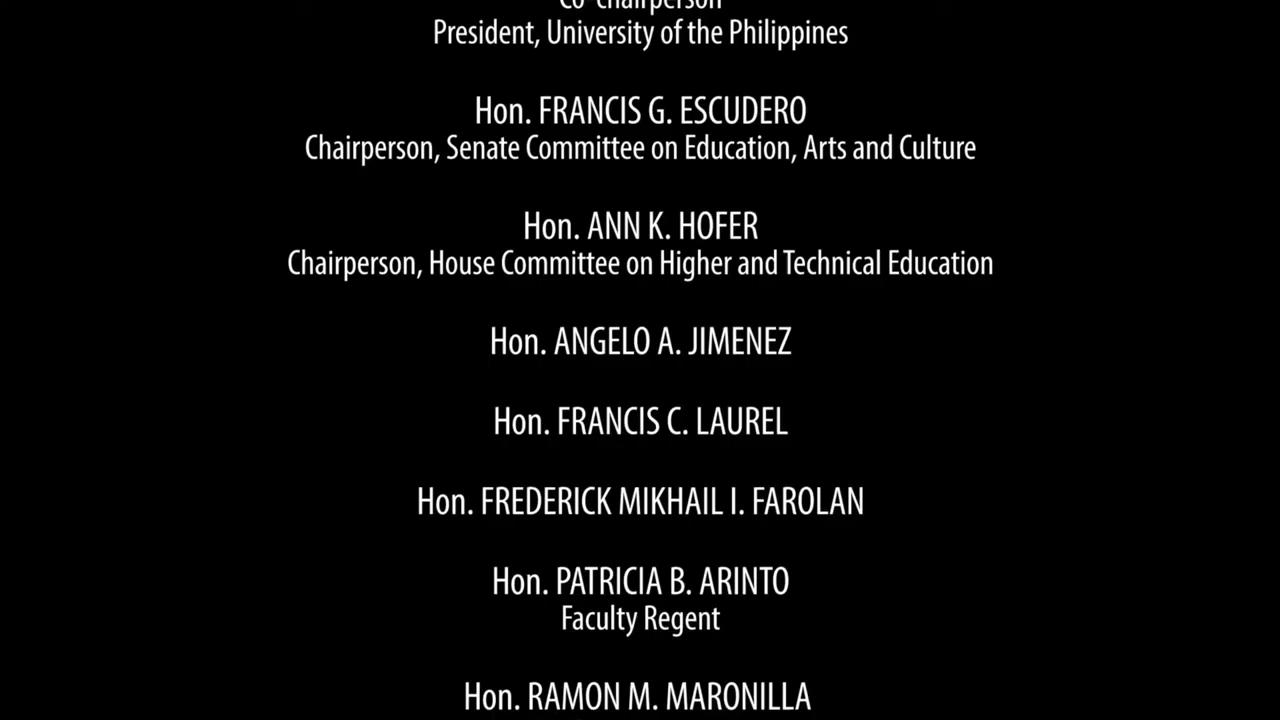 Co-chairperson
President, University of the Philippines
Hon. FRANCIS G. ESCUDERO
Chairperson, Senate Committee on Education, Arts and Culture
Hon. ANN K. HOFER
Chairperson, House Committee on Higher and Technical Education
Hon. ANGELO A. JIMENEZ
Hon. FRANCIS C. LAUREL
Hon. FREDERICK MIKHAIL I. FAROLAN
Hon. PATRICIA B. ARINTO
Faculty Regent
Hon. RAMON M. MARONILLA